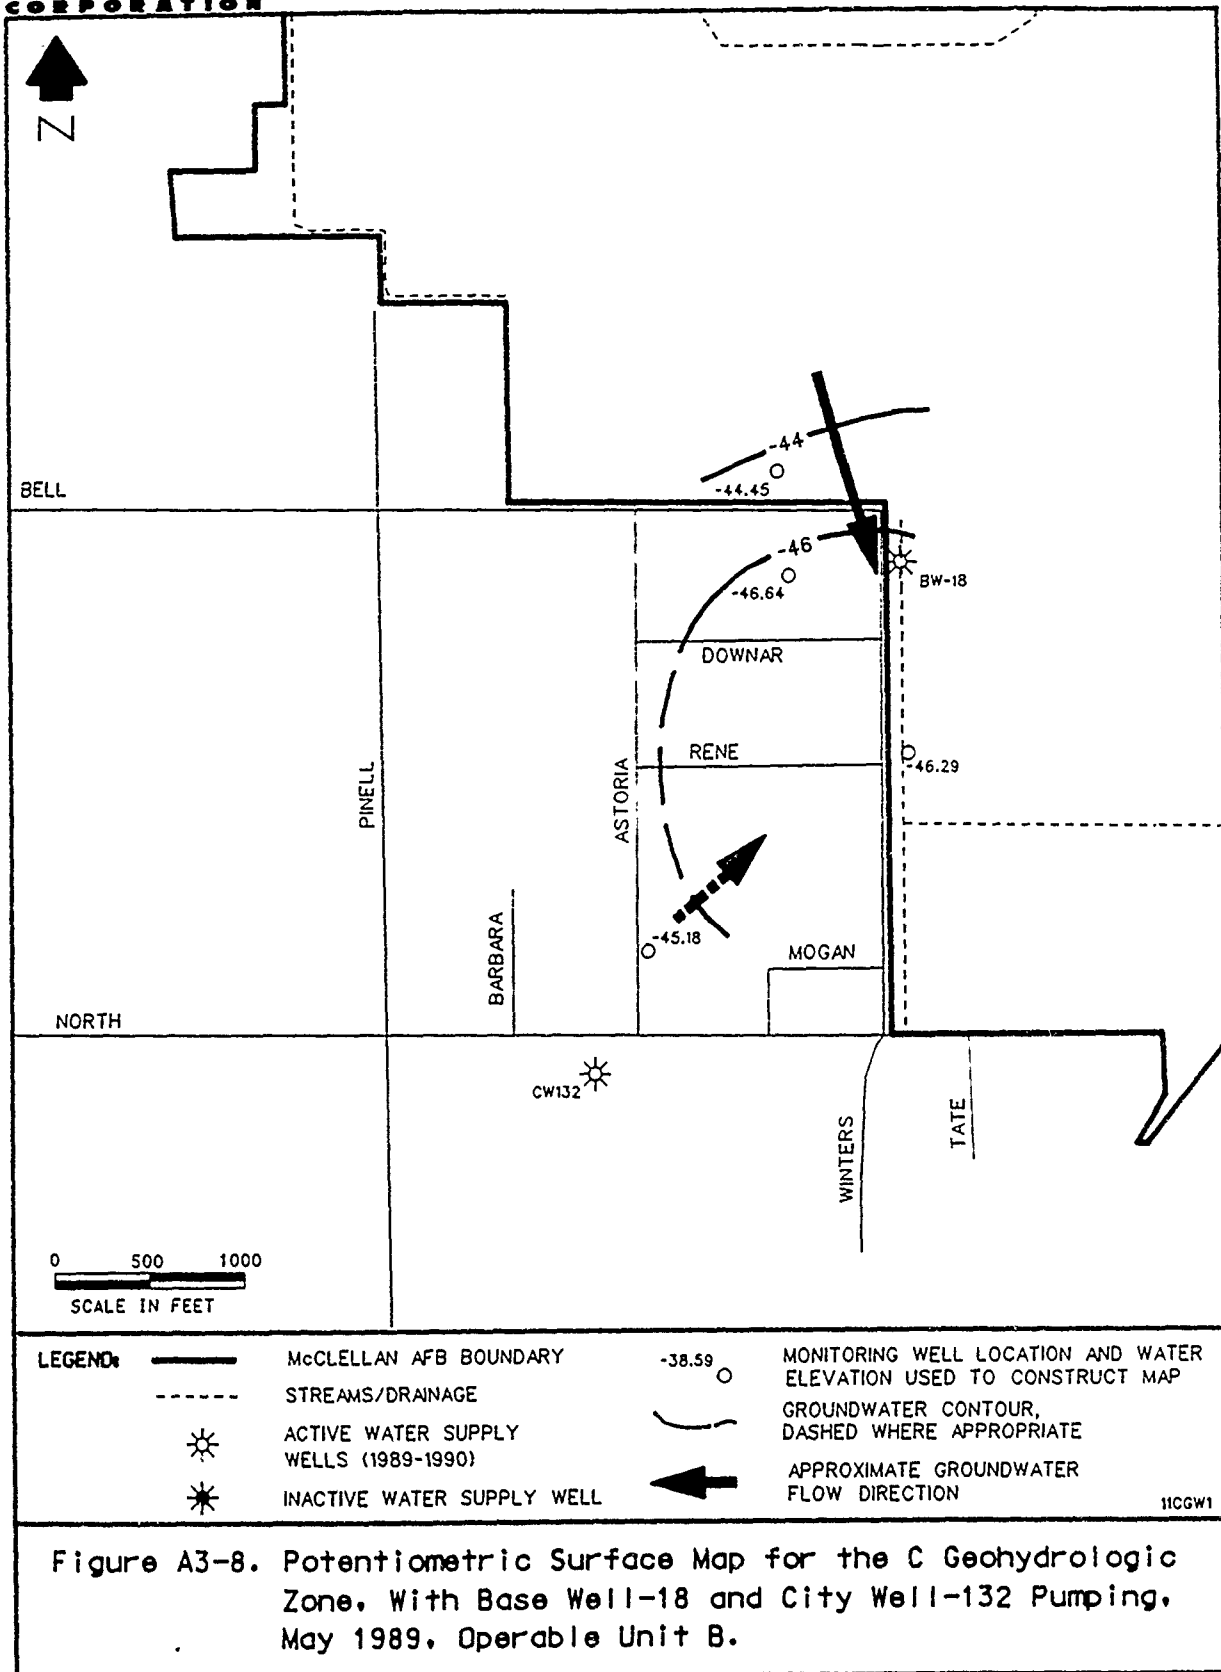 CORPORATION
N
-44
-44.45
BELL
-46
-46.64
BW-18
DOWNAR
RENE
-46.29
PINELL
ASTORIA
BARBARA
-45.18
MOGAN
NORTH
CW132
WINTERS
TATE
0 500 1000
SCALE IN FEET
LEGEND:
McCLELLAN AFB BOUNDARY
STREAMS/DRAINAGE
ACTIVE WATER SUPPLY
WELLS (1989-1990)
INACTIVE WATER SUPPLY WELL
-38.59
MONITORING WELL LOCATION AND WATER
ELEVATION USED TO CONSTRUCT MAP
GROUNDWATER CONTOUR,
DASHED WHERE APPROPRIATE
APPROXIMATE GROUNDWATER
FLOW DIRECTION
11CGW1
Figure A3-8. Potentiometric Surface Map for the C Geohydrologic
Zone, With Base Well-18 and City Well-132 Pumping,
May 1989, Operable Unit B.